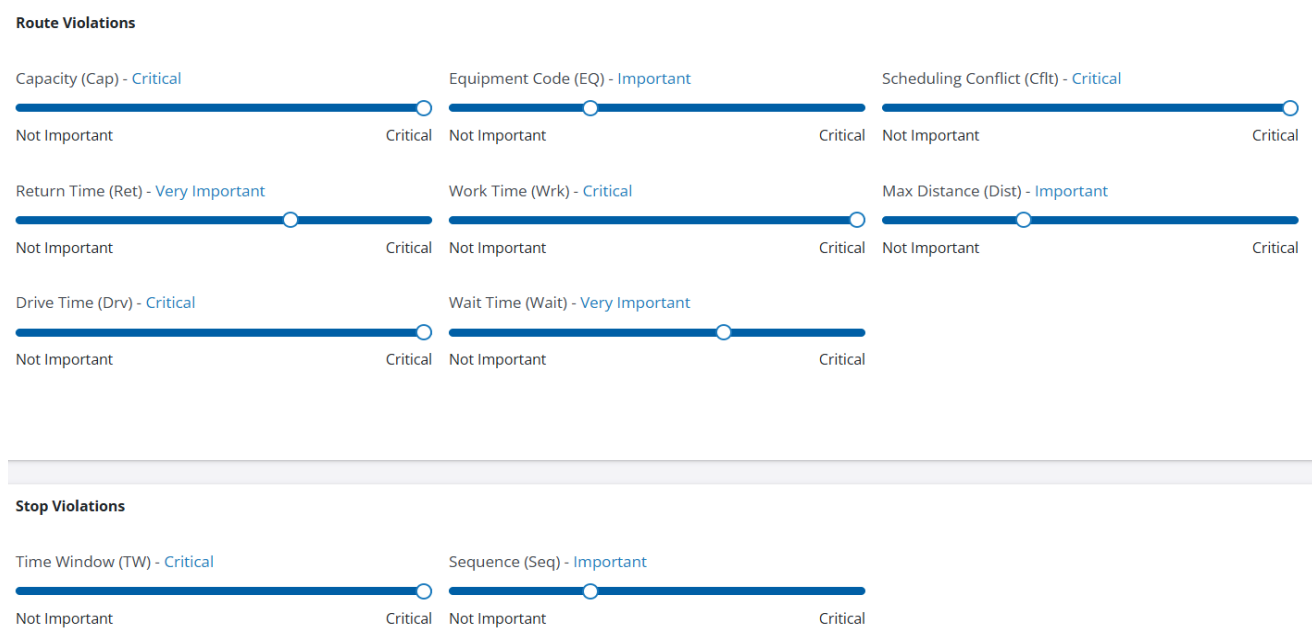 Route Violations
Capacity (Cap) - Critical
Not Important Critical
Equipment Code (EQ) - Important
Not Important Critical
Scheduling Conflict (Cflt) - Critical
Not Important Critical
Return Time (Ret) - Very Important
Not Important Critical
Work Time (Wrk) - Critical
Not Important Critical
Max Distance (Dist) - Important
Not Important Critical
Drive Time (Drv) - Critical
Not Important Critical
Wait Time (Wait) - Very Important
Not Important Critical
Stop Violations
Time Window (TW) - Critical
Not Important Critical
Sequence (Seq) - Important
Not Important Critical